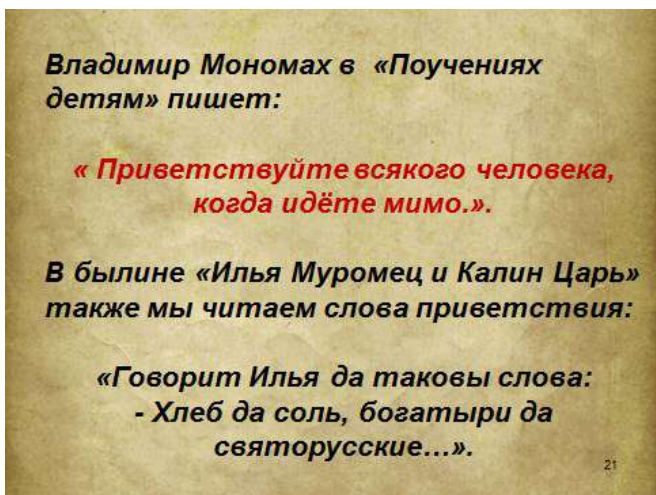 Владимир Мономах в «Поучениях
детям» пишет:
« Приветствуйте всякого человека,
когда идёте мимо.».
В былине «Илья Муромец и Калин Царь»
также мы читаем слова приветствия:
«Говорит Илья да таковы слова:
- Хлеб да соль, богатыри да
святорусские...».
21